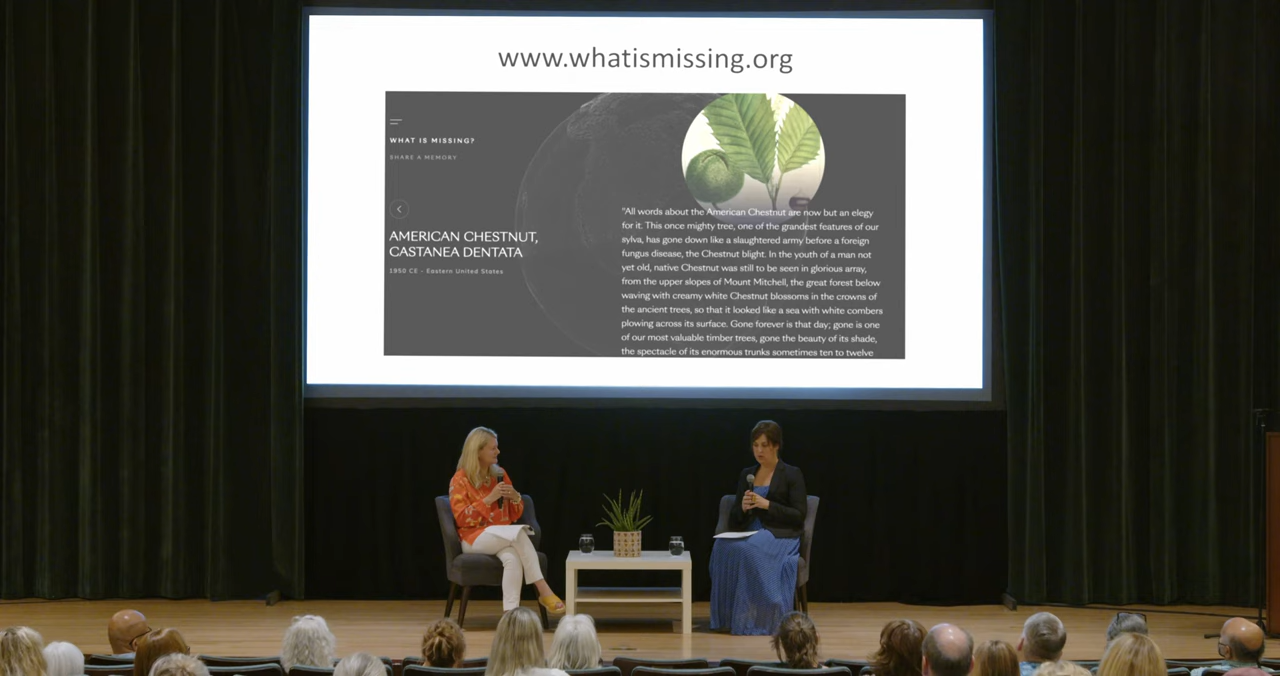 www.whatismissing.org
WHAT IS MISSING?
SHARE A MEMORY
AMERICAN CHESTNUT,
CASTANEA DENTATA
1950 CE - Eastern United States
"All words about the American Chestnut are now but an elegy
for it. This once mighty tree, one of the grandest features of our
sylva, has gone down like a slaughtered army before a foreign
fungus disease, the Chestnut blight. In the youth of a man not
yet old, native Chestnut was still to be seen in glorious array,
from the upper slopes of Mount Mitchell, the great forest below
waving with creamy white Chestnut blossoms in the crowns of
the ancient trees, so that it looked like a sea with white combers
plowing across its surface. Gone forever is that day; gone is one
of our most valuable timber trees, gone the beauty of its shade,
the spectacle of its enormous trunks sometimes ten to twelve